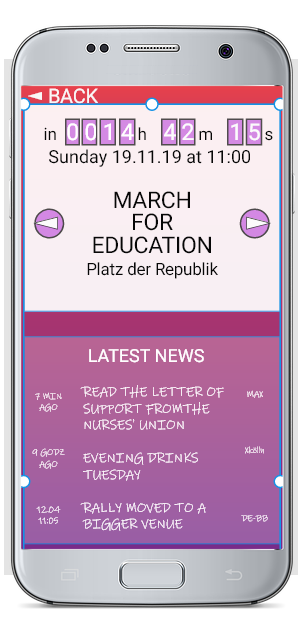 BACK
in 0014h 42m 15s
Sunday 19.11.19 at 11:00
MARCH
FOR
EDUCATION
Platz der Republik
LATEST NEWS
7 MIN
AGO
READ THE LETTER OF
SUPPORT FROMTHE
NURSES' UNION
MAX
9 GODZ
AGO
EVENING DRINKS
TUESDAY
12.04
11:05
RALLY MOVED TO A
BIGGER VENUE
DE-BB